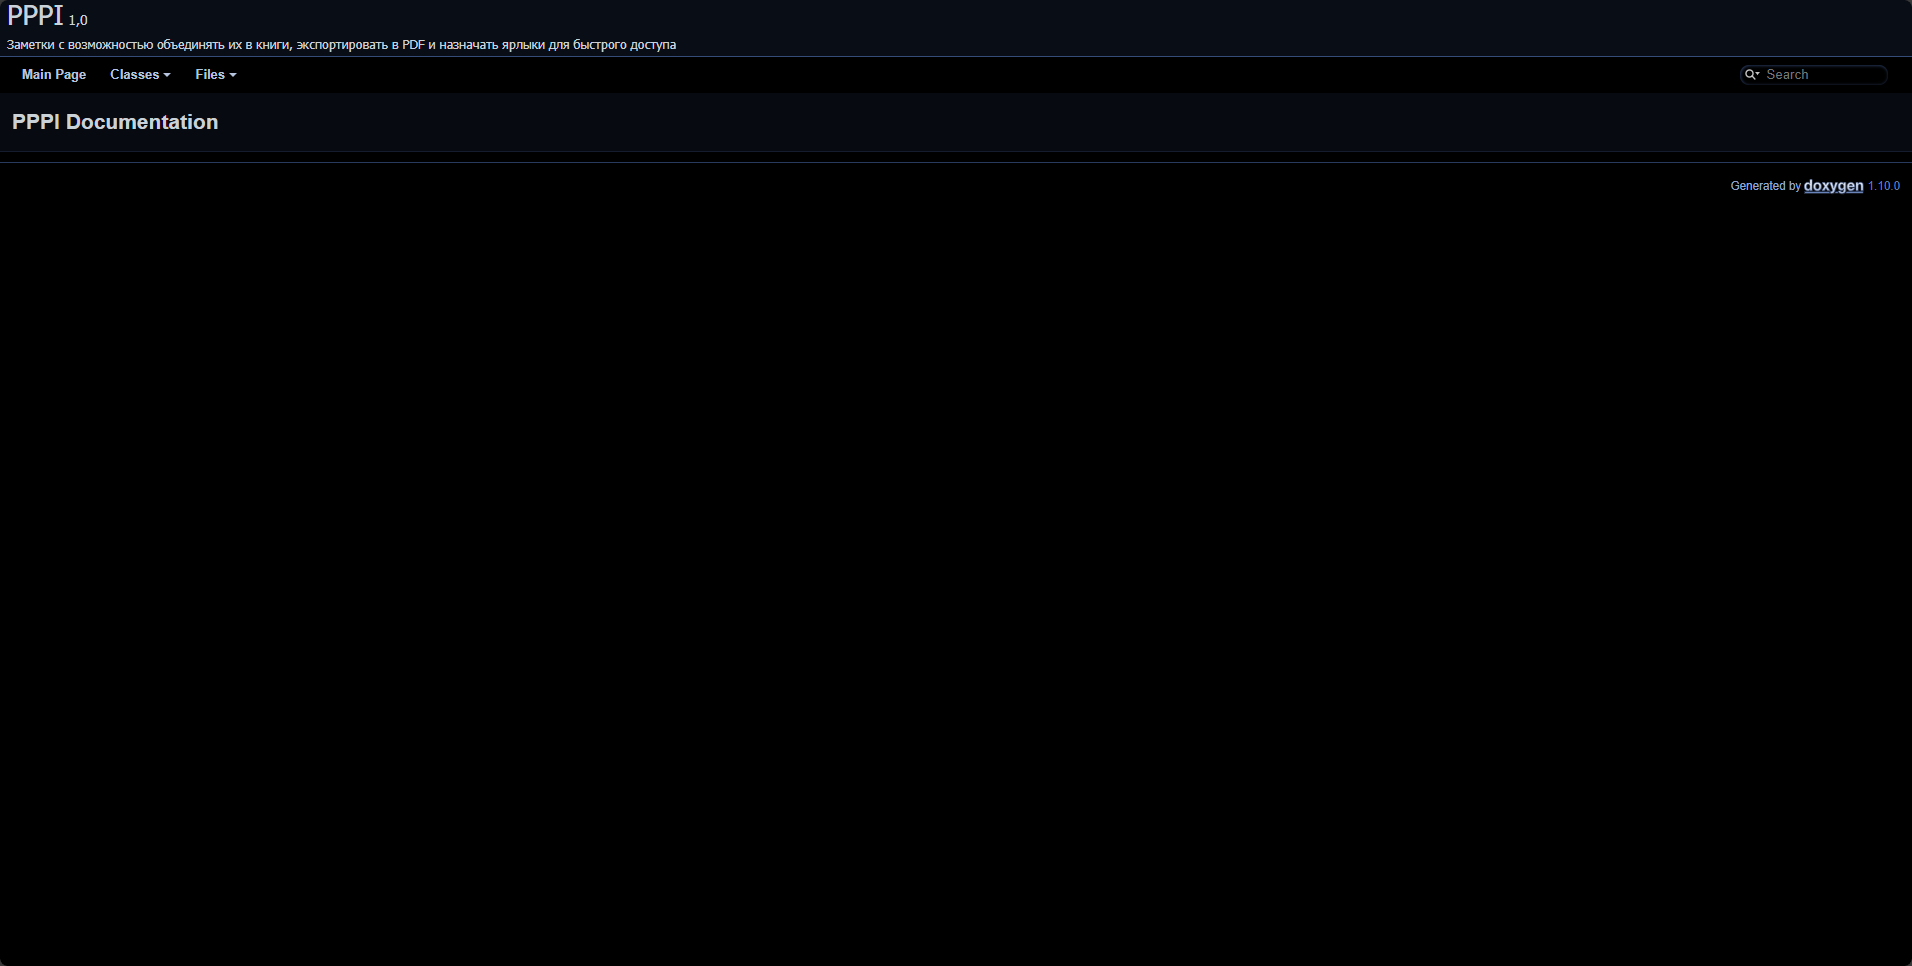 PPPI 1,0
Заметки с возможностью объединять их в книги, экспортировать в PDF и назначать ярлыки для быстрого доступа
Main Page Classes Files Search
PPPI Documentation
Generated by doxygen 1.10.0